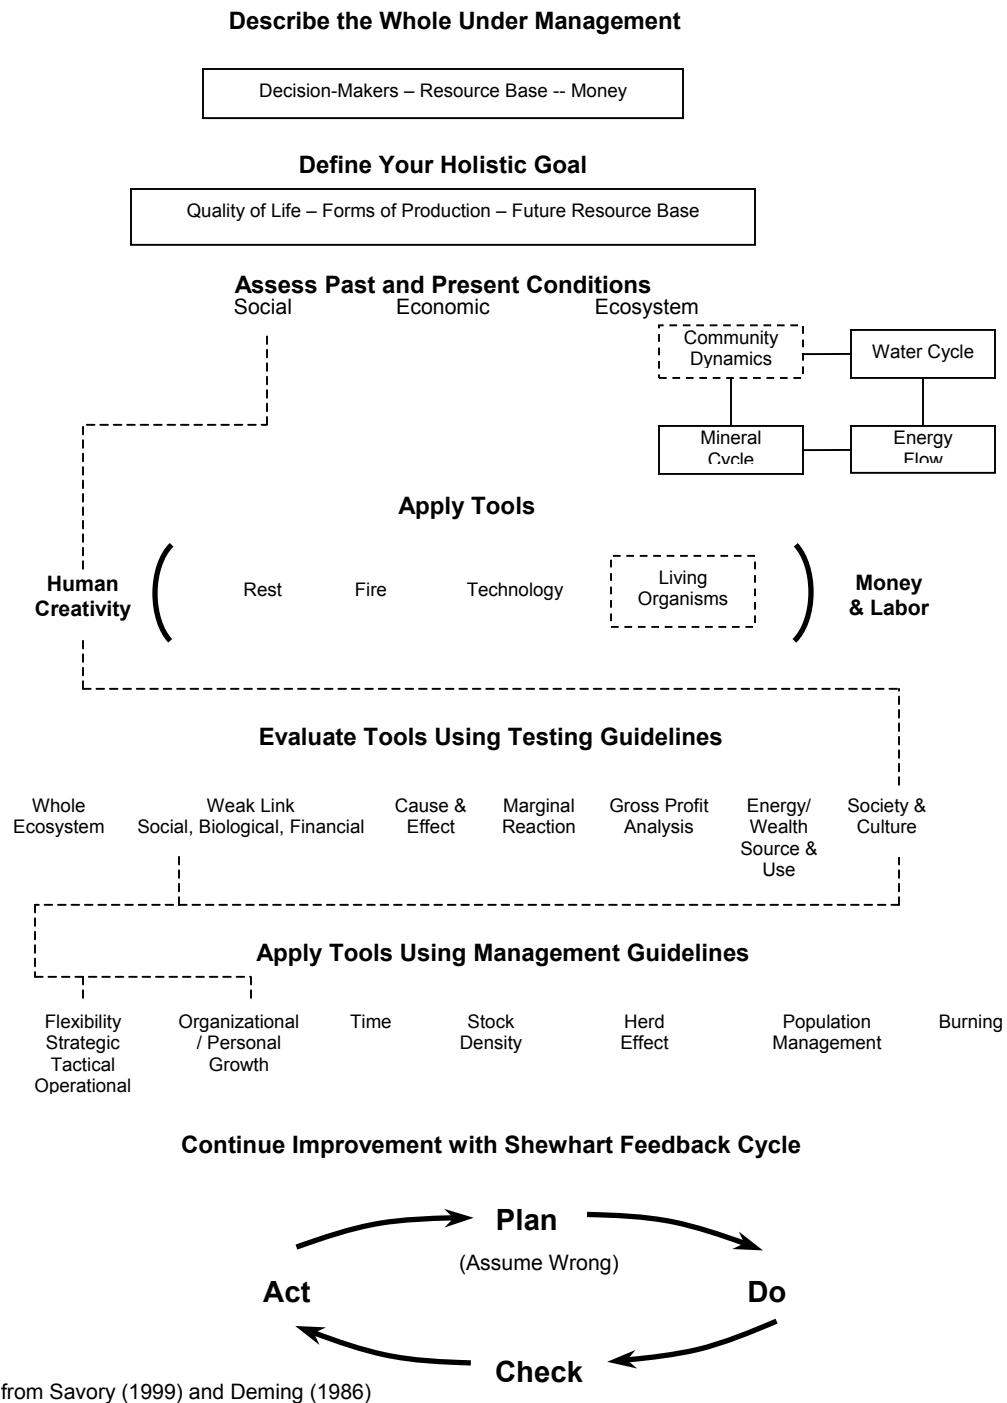 Describe the Whole Under Management
Decision-Makers – Resource Base -- Money
Define Your Holistic Goal
Quality of Life – Forms of Production – Future Resource Base
Assess Past and Present Conditions
Social
Economic
Ecosystem
Community
Dynamics
Water Cycle
Mineral
Cycle
Energy
Flow
Apply Tools
Human
Creativity
Rest
Fire
Technology
Living
Organisms
Money
& Labor
Evaluate Tools Using Testing Guidelines
Whole
Ecosystem
Weak Link
Social, Biological, Financial
Cause &
Effect
Marginal
Reaction
Gross Profit
Analysis
Energy/
Wealth
Source &
Use
Society &
Culture
Apply Tools Using Management Guidelines
Flexibility
Strategic
Tactical
Operational
Organizational
/ Personal
Growth
Time
Stock
Density
Herd
Effect
Population
Management
Burning
Continue Improvement with Shewhart Feedback Cycle
Plan
(Assume Wrong)
Act
Do
Check
from Savory (1999) and Deming (1986)